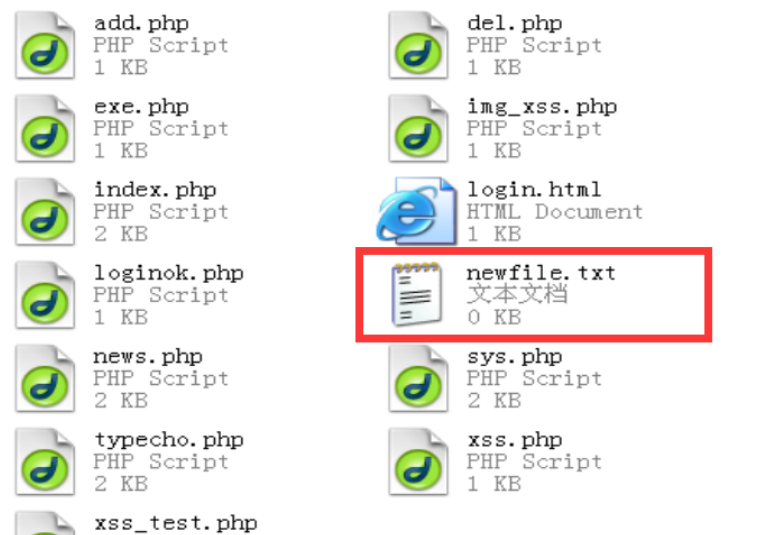 add.php
PHP Script
1 KB
del.php
PHP Script
1 KB
exe.php
PHP Script
1 KB
img_xss.php
PHP Script
1 KB
index.php
PHP Script
2 KB
login.html
HTML Document
1 KB
loginok.php
PHP Script
1 KB
newfile.txt
文本文档
0 KB
news.php
PHP Script
2 KB
sys.php
PHP Script
2 KB
typecho.php
PHP Script
2 KB
xss.php
PHP Script
1 KB
xss_test.php